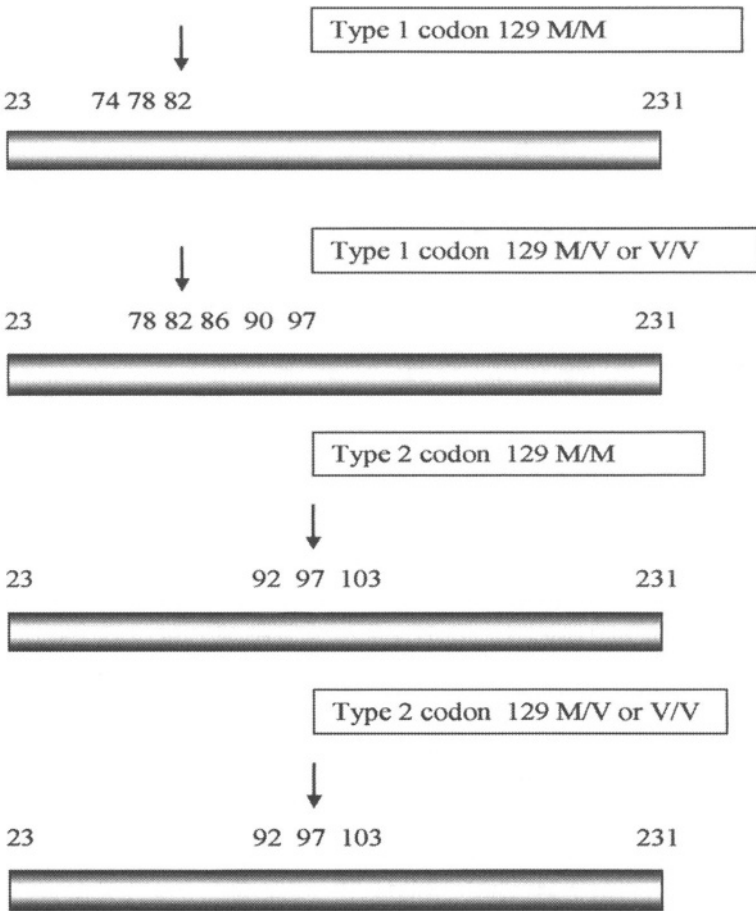 Type 1 codon 129 M/M
23 74 78 82 231
Type 1 codon 129 M/V or V/V
23 78 82 86 90 97 231
Type 2 codon 129 M/M
23 92 97 103 231
Type 2 codon 129 M/V or V/V
23 92 97 103 231